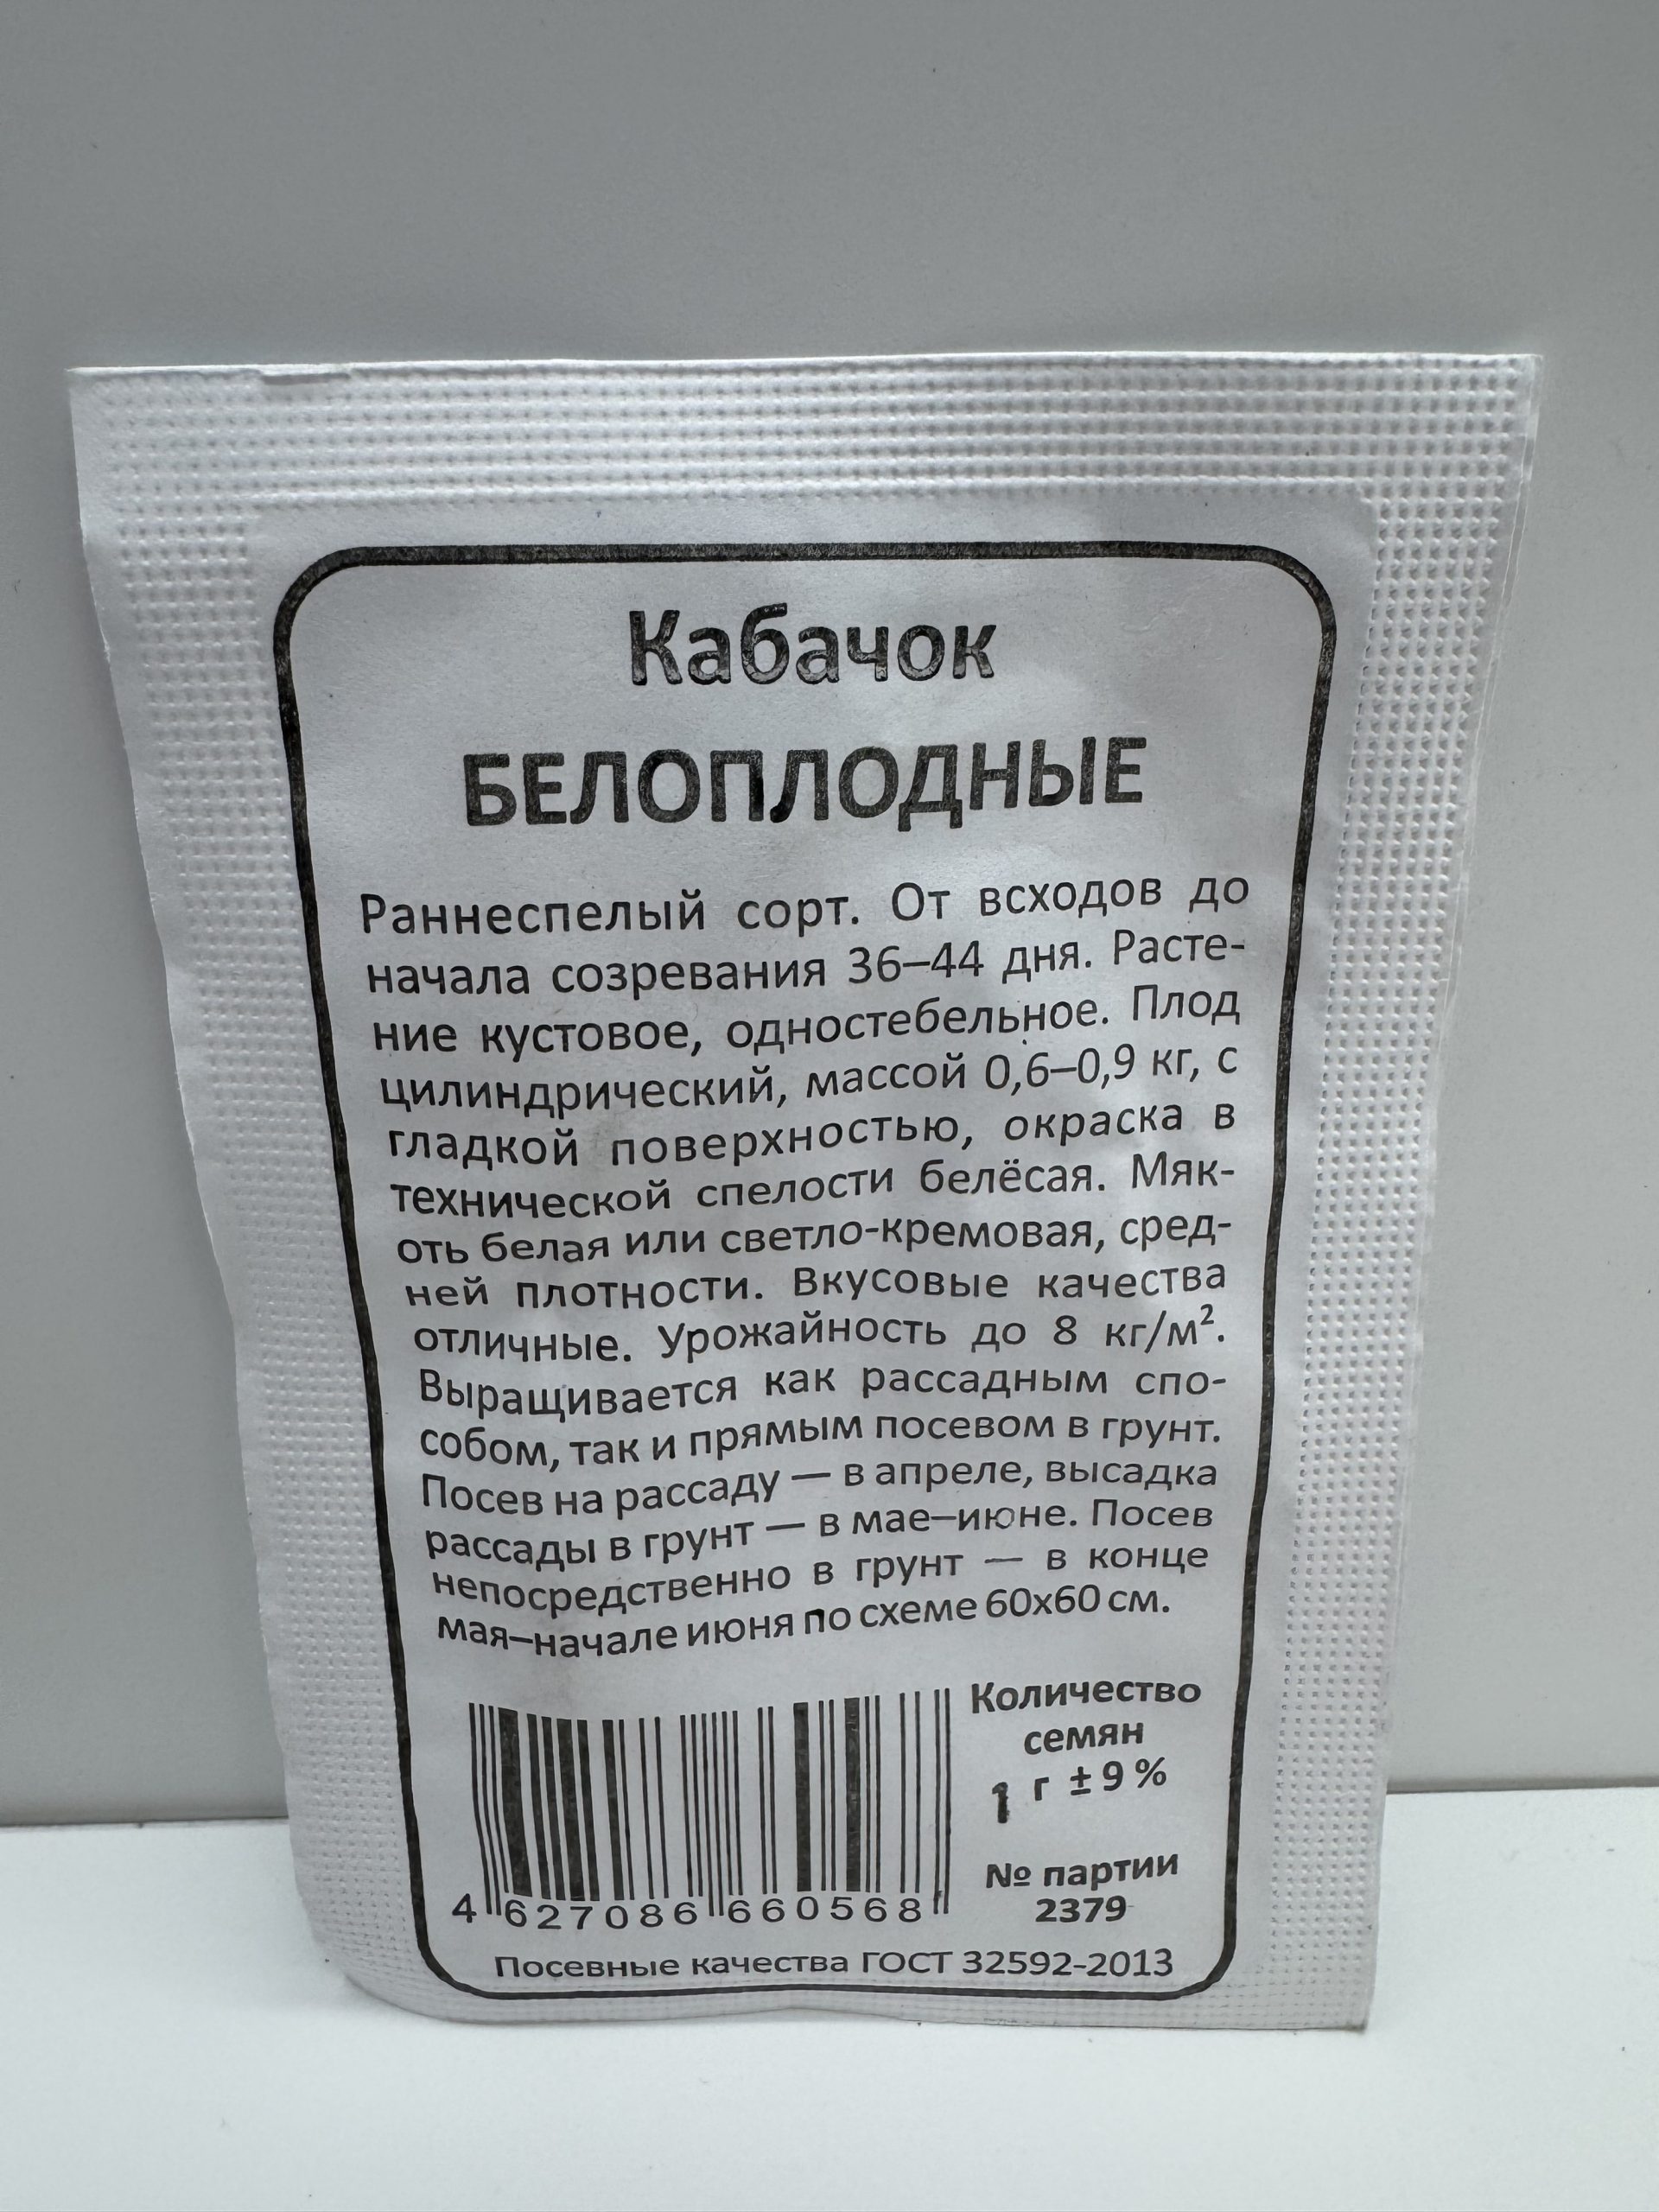 Кабачок
БЕЛОПЛОДНЫЕ
Раннеспелый сорт. От всходов до
начала созревания 36–44 дня. Расте-
ние кустовое, одностебельное. Плод
цилиндрический, массой 0,6–0,9 кг, с
гладкой поверхностью, окраска в
технической спелости белёсая. Мяк-
оть белая или светло-кремовая, сред-
ней плотности. Вкусовые качества
отличные. Урожайность до 8 кг/м².
Выращивается как рассадным спо-
собом, так и прямым посевом в грунт.
Посев на рассаду — в апреле, высадка
рассады в грунт — в мае–июне. Посев
непосредственно в грунт — в конце
мая–начале июня по схеме 60х60 см.
Количество
семян
1 г ± 9 %
№ партии
2379
4 627086 660568
Посевные качества ГОСТ 32592-2013